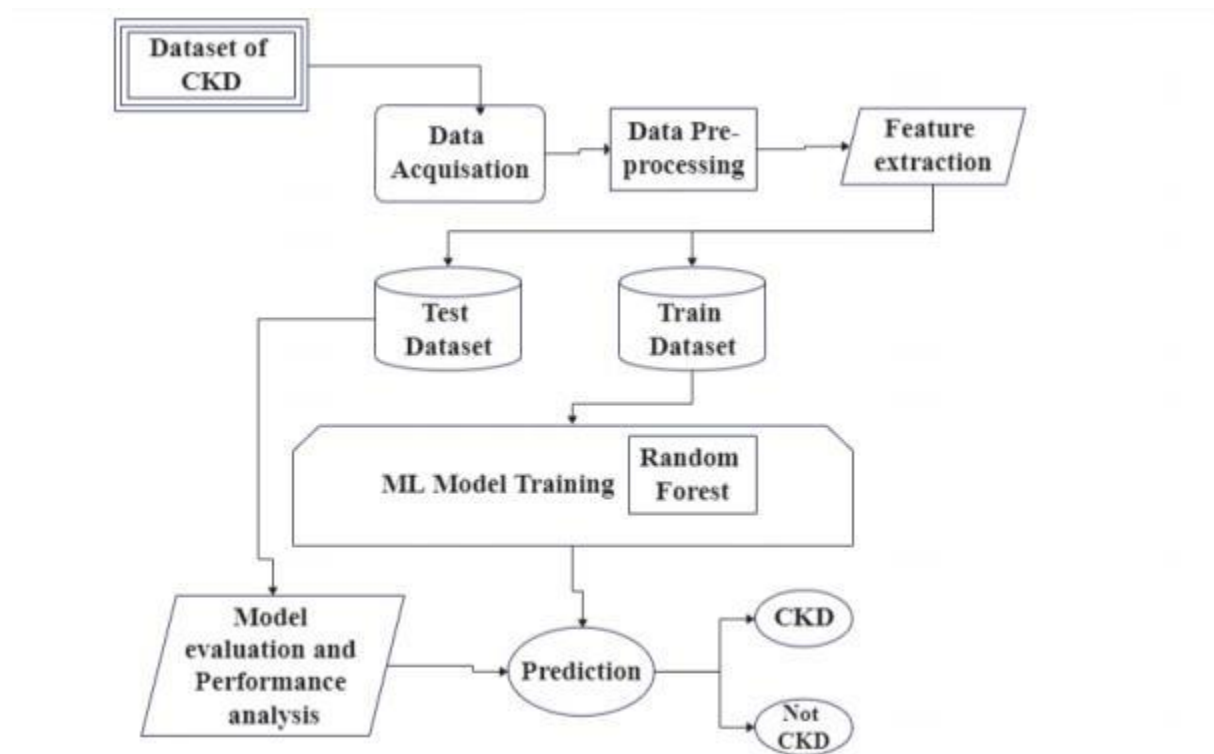 Dataset of
CKD
Data
Acquisation
Data Pre-
processing
Feature
extraction
Test
Dataset
Train
Dataset
ML Model Training
Random
Forest
Model
evaluation and
Performance
analysis
Prediction
CKD
Not
CKD